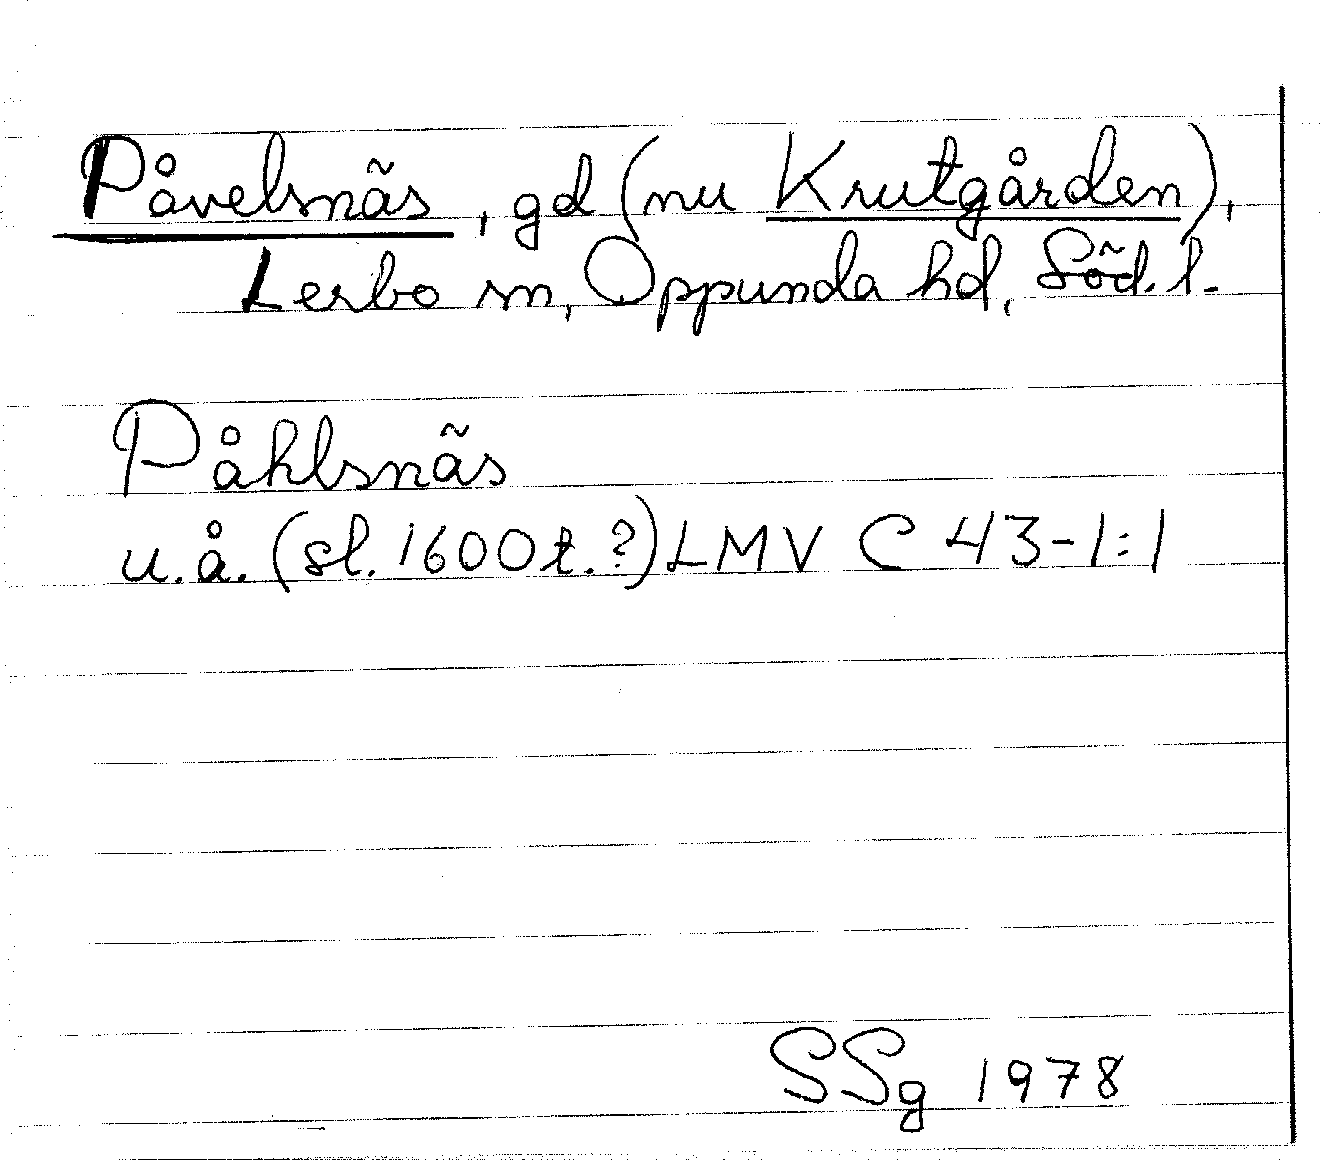 Påvelsnäs, gd (nu Krutgården),
Lerbo sn, Oppunda hd, Söd. l.
Påhlsnäs
u.å. (sl. 1600t.?) LMV C 43-1:1
SSg 1978